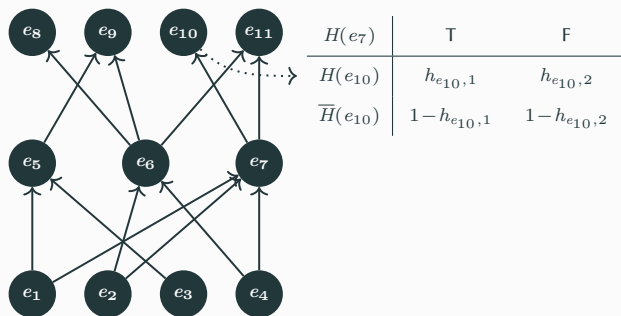 e₈ e₉ e₁₀ e₁₁
H(e₇) T F
H(e₁₀) h_{e₁₀,1} h_{e₁₀,2}
H̅(e₁₀) 1−h_{e₁₀,1} 1−h_{e₁₀,2}
e₅ e₆ e₇
e₁ e₂ e₃ e₄